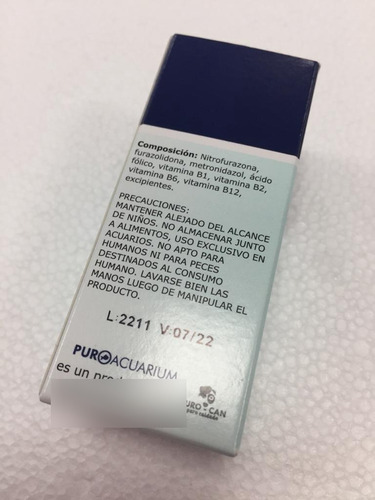 Composición: Nitrofurazona,
furazolidona, metronidazol, ácido
fólico, vitamina B1, vitamina B2,
vitamina B6, vitamina B12,
excipientes.
PRECAUCIONES:
MANTENER ALEJADO DEL ALCANCE
DE NIÑOS. NO ALMACENAR JUNTO
A ALIMENTOS, USO EXCLUSIVO EN
ACUARIOS. NO APTO PARA
HUMANOS NI PARA PECES
DESTINADOS AL CONSUMO
HUMANO. LAVARSE BIEN LAS
MANOS LUEGO DE MANIPULAR EL
PRODUCTO.
L:2211 V:07/22
PUROACUARIUM
es un